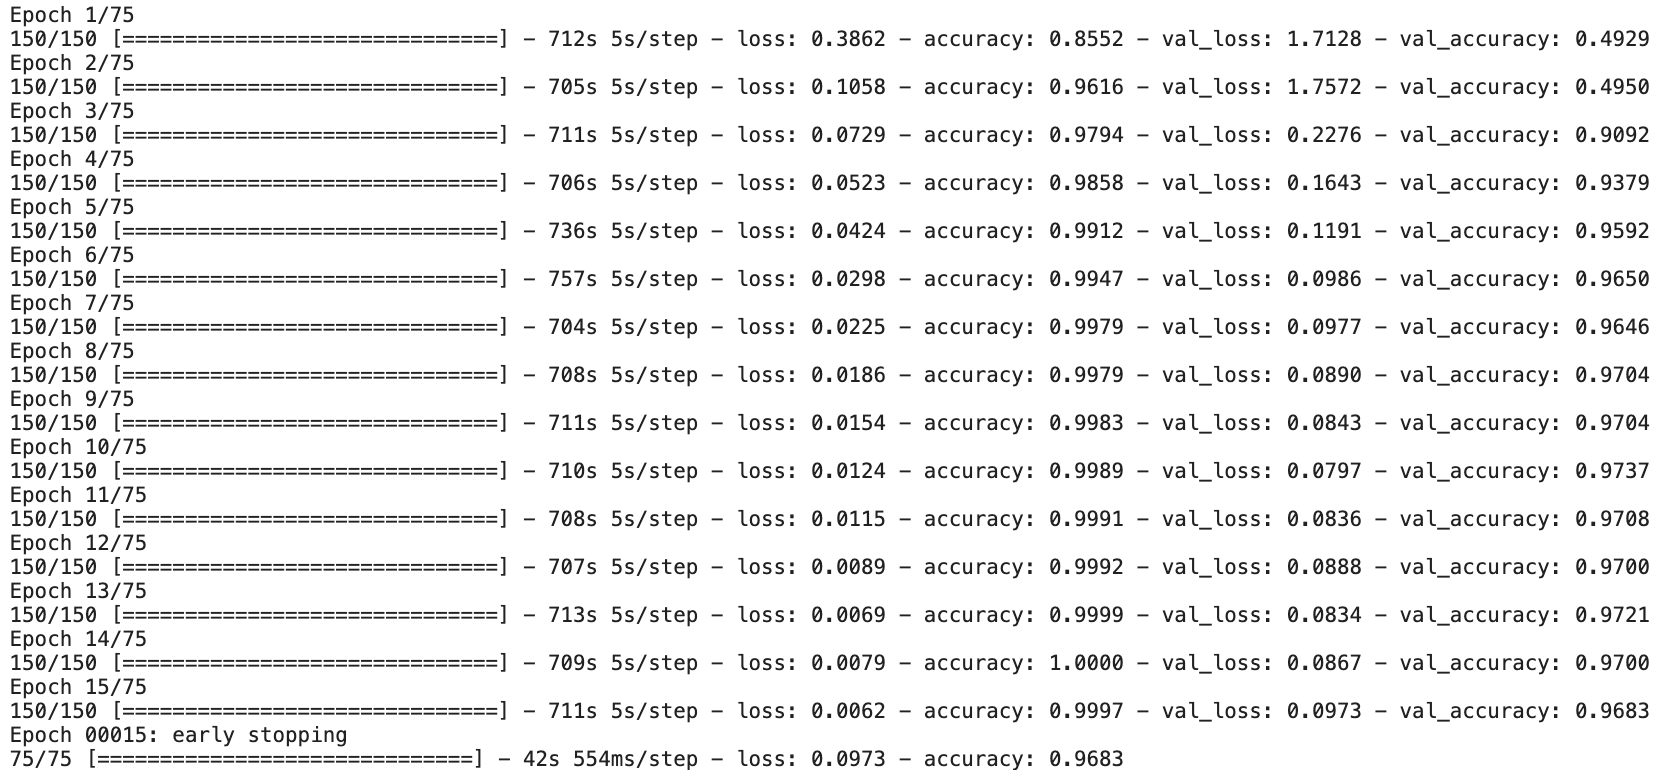 Epoch 1/75
150/150 [==============================] - 712s 5s/step - loss: 0.3862 - accuracy: 0.8552 - val_loss: 1.7128 - val_accuracy: 0.4929
Epoch 2/75
150/150 [==============================] - 705s 5s/step - loss: 0.1058 - accuracy: 0.9616 - val_loss: 1.7572 - val_accuracy: 0.4950
Epoch 3/75
150/150 [==============================] - 711s 5s/step - loss: 0.0729 - accuracy: 0.9794 - val_loss: 0.2276 - val_accuracy: 0.9092
Epoch 4/75
150/150 [==============================] - 706s 5s/step - loss: 0.0523 - accuracy: 0.9858 - val_loss: 0.1643 - val_accuracy: 0.9379
Epoch 5/75
150/150 [==============================] - 736s 5s/step - loss: 0.0424 - accuracy: 0.9912 - val_loss: 0.1191 - val_accuracy: 0.9592
Epoch 6/75
150/150 [==============================] - 757s 5s/step - loss: 0.0298 - accuracy: 0.9947 - val_loss: 0.0986 - val_accuracy: 0.9650
Epoch 7/75
150/150 [==============================] - 704s 5s/step - loss: 0.0225 - accuracy: 0.9979 - val_loss: 0.0977 - val_accuracy: 0.9646
Epoch 8/75
150/150 [==============================] - 708s 5s/step - loss: 0.0186 - accuracy: 0.9979 - val_loss: 0.0890 - val_accuracy: 0.9704
Epoch 9/75
150/150 [==============================] - 711s 5s/step - loss: 0.0154 - accuracy: 0.9983 - val_loss: 0.0843 - val_accuracy: 0.9704
Epoch 10/75
150/150 [==============================] - 710s 5s/step - loss: 0.0124 - accuracy: 0.9989 - val_loss: 0.0797 - val_accuracy: 0.9737
Epoch 11/75
150/150 [==============================] - 708s 5s/step - loss: 0.0115 - accuracy: 0.9991 - val_loss: 0.0836 - val_accuracy: 0.9708
Epoch 12/75
150/150 [==============================] - 707s 5s/step - loss: 0.0089 - accuracy: 0.9992 - val_loss: 0.0888 - val_accuracy: 0.9700
Epoch 13/75
150/150 [==============================] - 713s 5s/step - loss: 0.0069 - accuracy: 0.9999 - val_loss: 0.0834 - val_accuracy: 0.9721
Epoch 14/75
150/150 [==============================] - 709s 5s/step - loss: 0.0079 - accuracy: 1.0000 - val_loss: 0.0867 - val_accuracy: 0.9700
Epoch 15/75
150/150 [==============================] - 711s 5s/step - loss: 0.0062 - accuracy: 0.9997 - val_loss: 0.0973 - val_accuracy: 0.9683
Epoch 00015: early stopping
75/75 [==============================] - 42s 554ms/step - loss: 0.0973 - accuracy: 0.9683